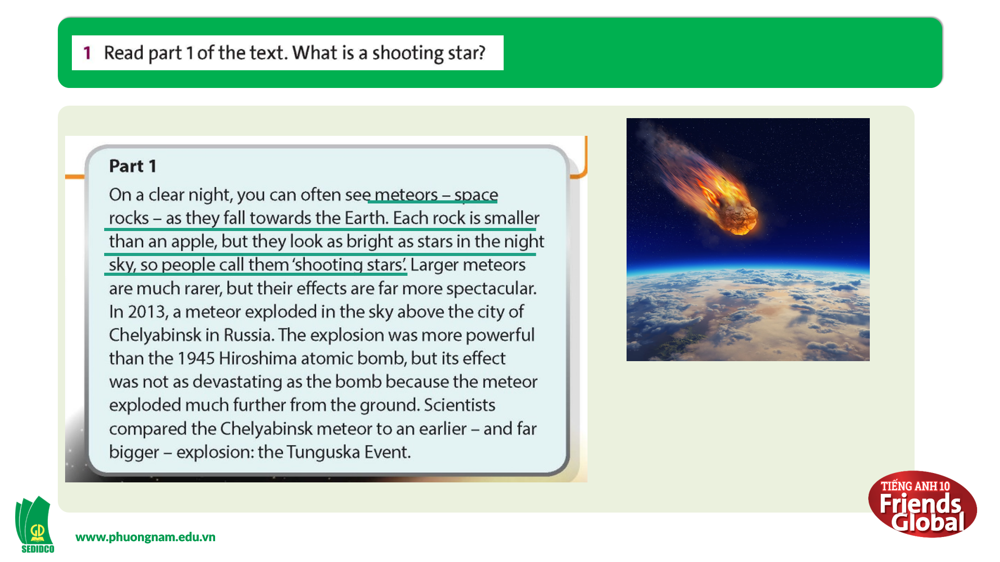 1 Read part 1 of the text. What is a shooting star?
Part 1
On a clear night, you can often see meteors – space
rocks – as they fall towards the Earth. Each rock is smaller
than an apple, but they look as bright as stars in the night
sky, so people call them ‘shooting stars’. Larger meteors
are much rarer, but their effects are far more spectacular.
In 2013, a meteor exploded in the sky above the city of
Chelyabinsk in Russia. The explosion was more powerful
than the 1945 Hiroshima atomic bomb, but its effect
was not as devastating as the bomb because the meteor
exploded much further from the ground. Scientists
compared the Chelyabinsk meteor to an earlier – and far
bigger – explosion: the Tunguska Event.
TIẾNG ANH 10
Friends
Global
GD
SEDIDCO
www.phuongnam.edu.vn